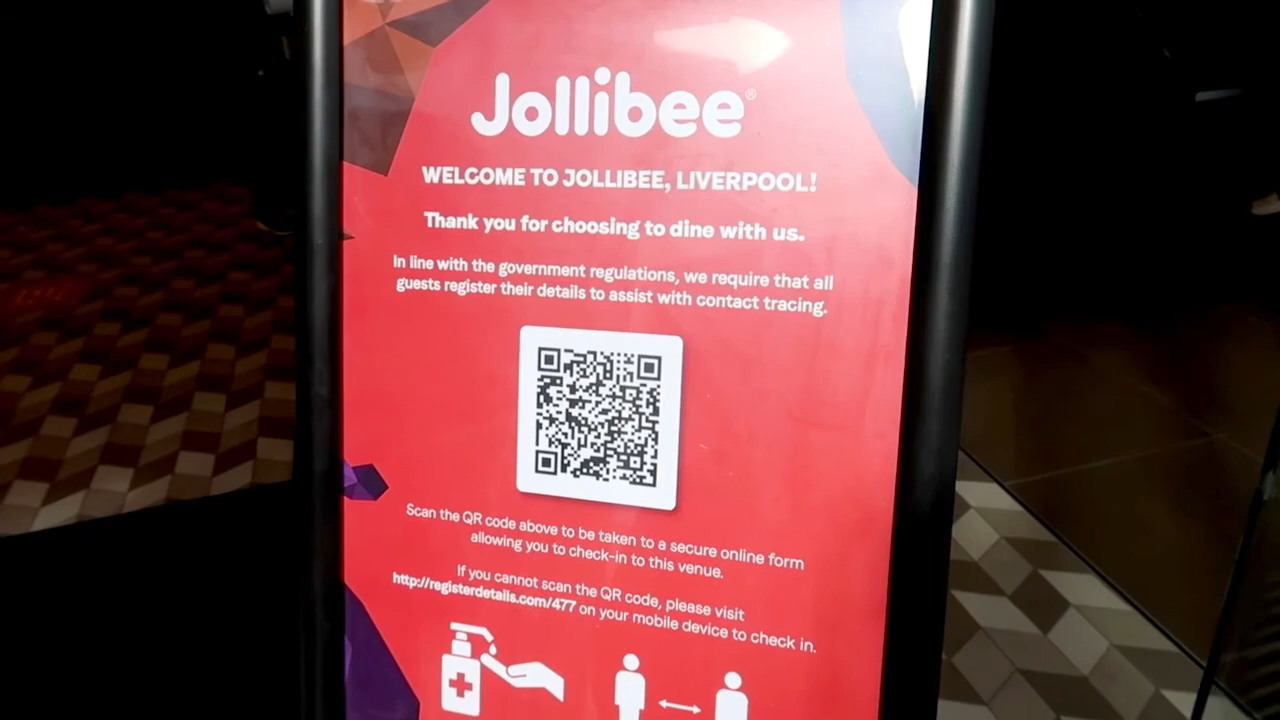 Jollibee®
WELCOME TO JOLLIBEE, LIVERPOOL!
Thank you for choosing to dine with us.
In line with the government regulations, we require that all
guests register their details to assist with contact tracing.
Scan the QR code above to be taken to a secure online form
allowing you to check-in to this venue.
If you cannot scan the QR code, please visit
http://registerdetails.com/477 on your mobile device to check in.